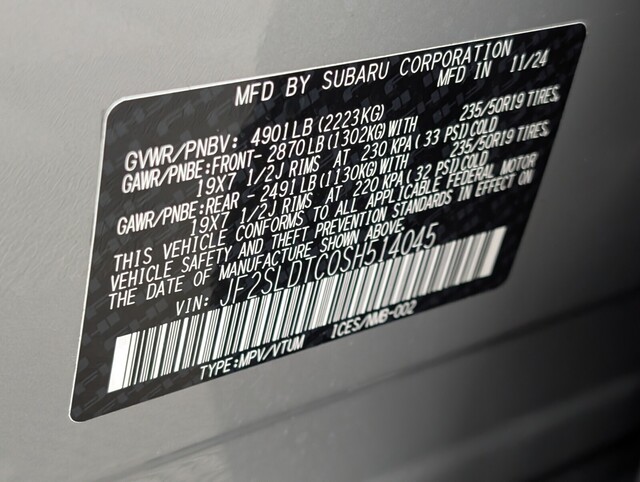 MFD BY SUBARU CORPORATION
MFD IN 11/24
GVWR/PNBV: 4901LB(2223KG)
GAWR/PNBE:FRONT- 2870LB(1302KG)WITH 235/50R19 TIRES,
19X7 1/2J RIMS AT 230 KPA( 33 PSI)COLD
GAWR/PNBE:REAR - 2491LB(1130KG)WITH 235/50R19 TIRES,
19X7 1/2J RIMS AT 220 KPA( 32 PSI)COLD
THIS VEHICLE CONFORMS TO ALL APPLICABLE FEDERAL MOTOR
VEHICLE SAFETY AND THEFT PREVENTION STANDARDS IN EFFECT ON
THE DATE OF MANUFACTURE SHOWN ABOVE.
VIN: JF2SLDTC0SH514045
TYPE:MPV/VTUM ICES/NMB-002